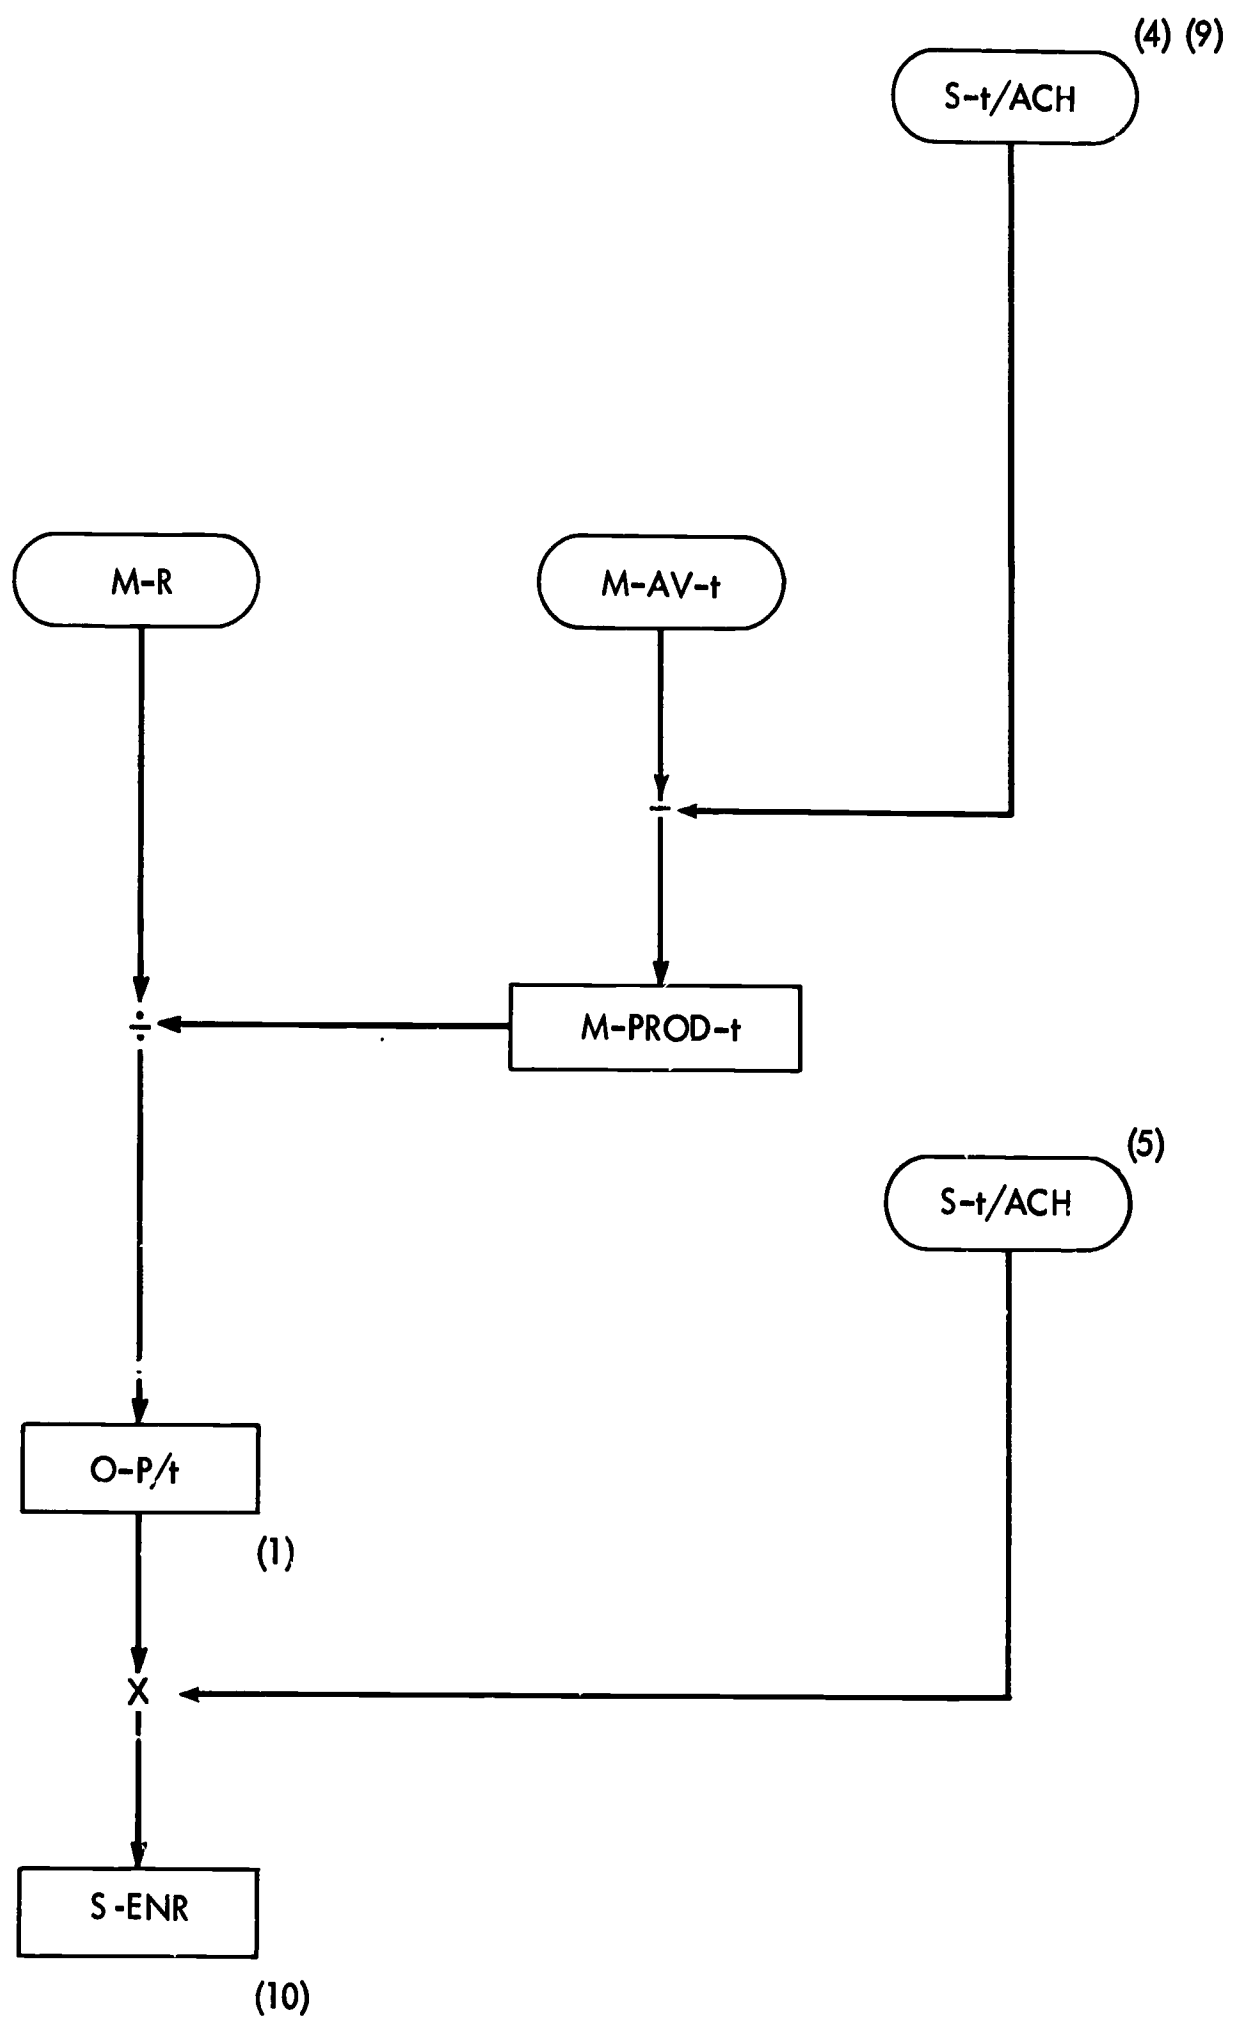 (4) (9)
S-t/ACH
M-R
M-AV-t
−
÷
M-PROD-t
(5)
S-t/ACH
O-P/t
(1)
X
S-ENR
(10)